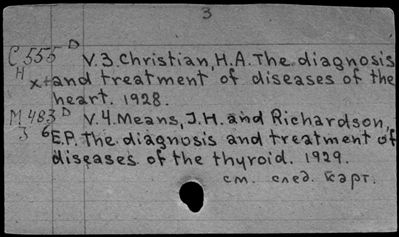 3
C 555 D V.3. Christian, H.A. The diagnosis
H x+ and treatment of diseases of the
heart. 1928.
M 483 D V.4. Means, J.H. and Richardson,
J 6 E.P. The diagnosis and treatment of
diseases of the thyroid. 1929.
см. след. карт.